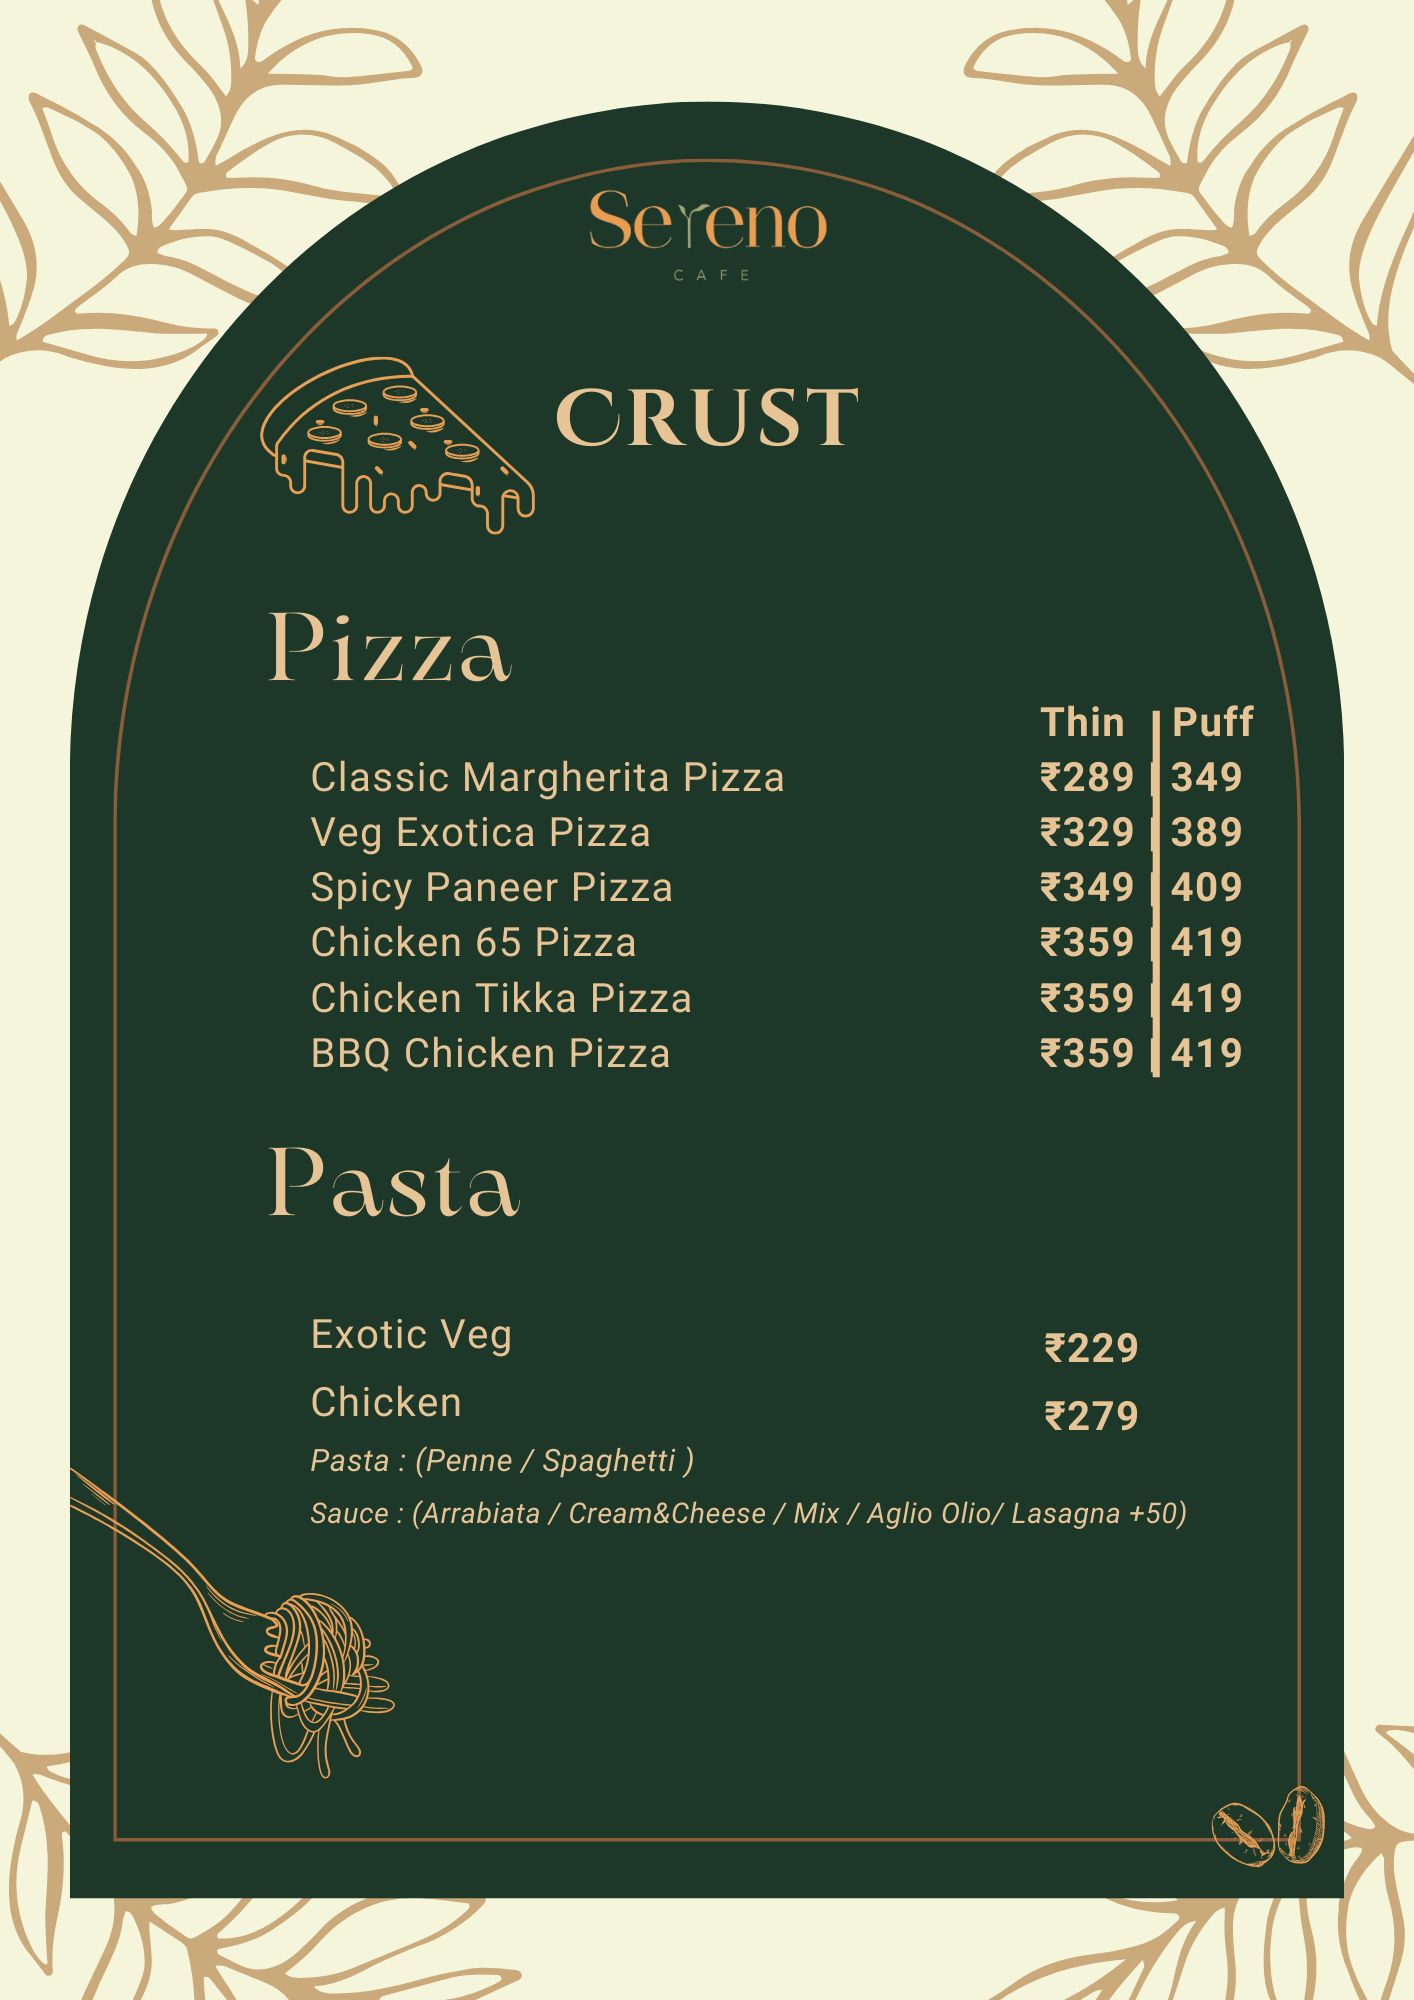 Sereno
CAFE
CRUST
Pizza
Thin | Puff
Classic Margherita Pizza ₹289 | 349
Veg Exotica Pizza ₹329 | 389
Spicy Paneer Pizza ₹349 | 409
Chicken 65 Pizza ₹359 | 419
Chicken Tikka Pizza ₹359 | 419
BBQ Chicken Pizza ₹359 | 419
Pasta
Exotic Veg ₹229
Chicken ₹279
Pasta : (Penne / Spaghetti )
Sauce : (Arrabiata / Cream&Cheese / Mix / Aglio Olio/ Lasagna +50)